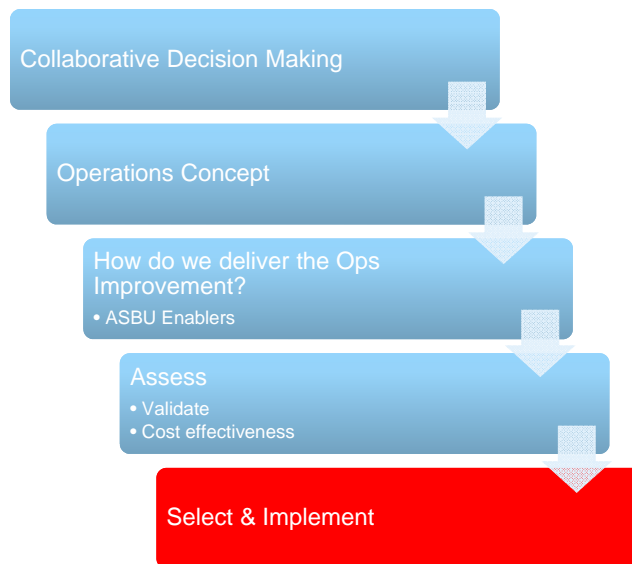 Collaborative Decision Making
Operations Concept
How do we deliver the Ops
Improvement?
• ASBU Enablers
Assess
• Validate
• Cost effectiveness
Select & Implement